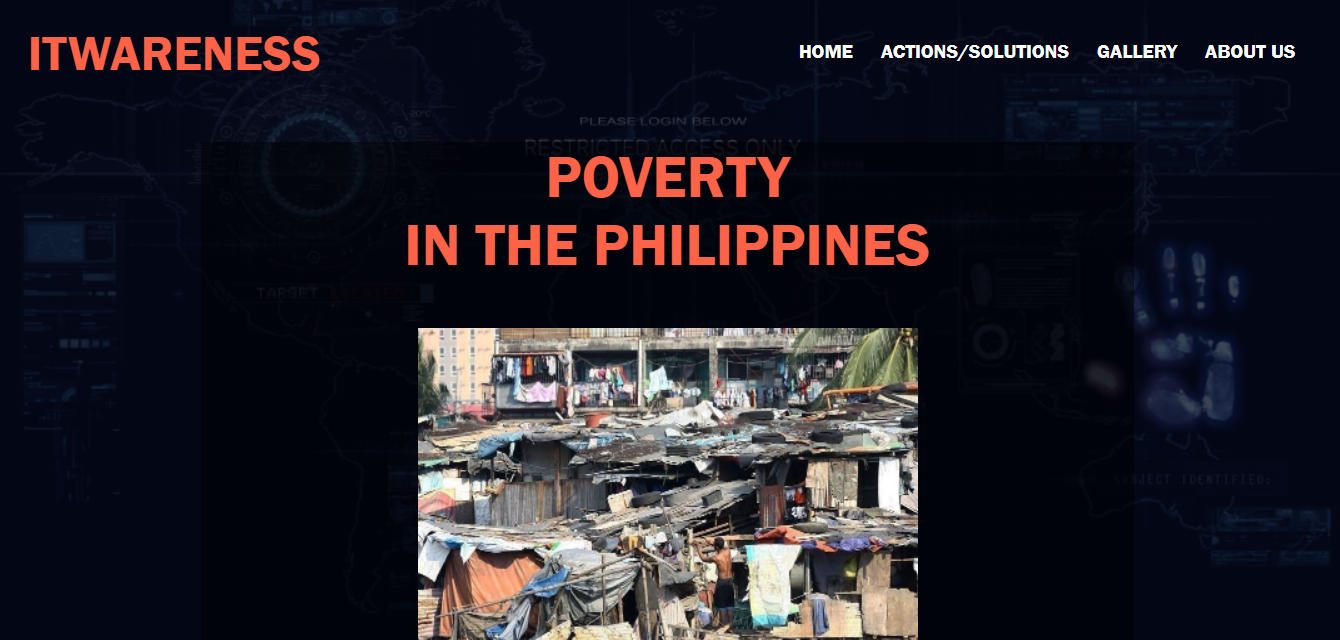 ITWARENESS
HOME ACTIONS/SOLUTIONS GALLERY ABOUT US
PLEASE LOGIN BELOW
RESTRICTED ACCESS ONLY
POVERTY
IN THE PHILIPPINES
TARGET
SUBJECT IDENTIFIED: